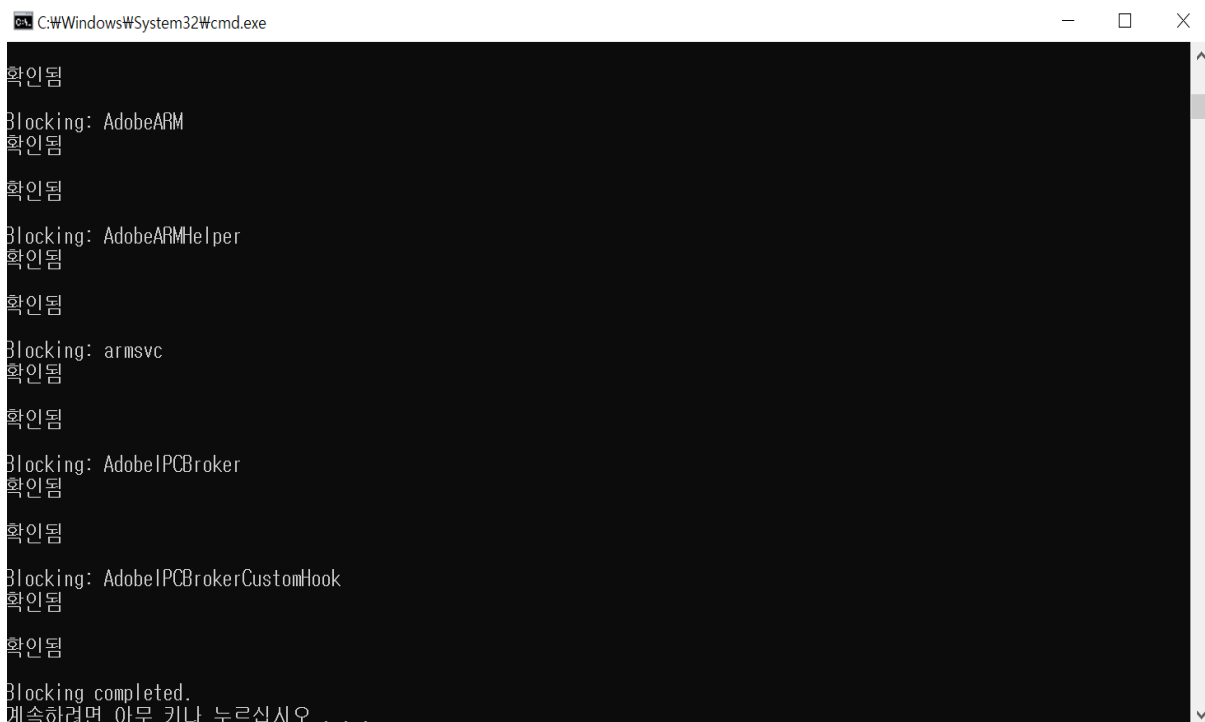 C:\Windows\System32\cmd.exe
확인됨
Blocking: AdobeARM
확인됨
확인됨
Blocking: AdobeARMHelper
확인됨
확인됨
Blocking: armsvc
확인됨
확인됨
Blocking: AdobeIPCBroker
확인됨
확인됨
Blocking: AdobeIPCBrokerCustomHook
확인됨
확인됨
Blocking completed.
계속하려면 아무 키나 누르십시오 . . .